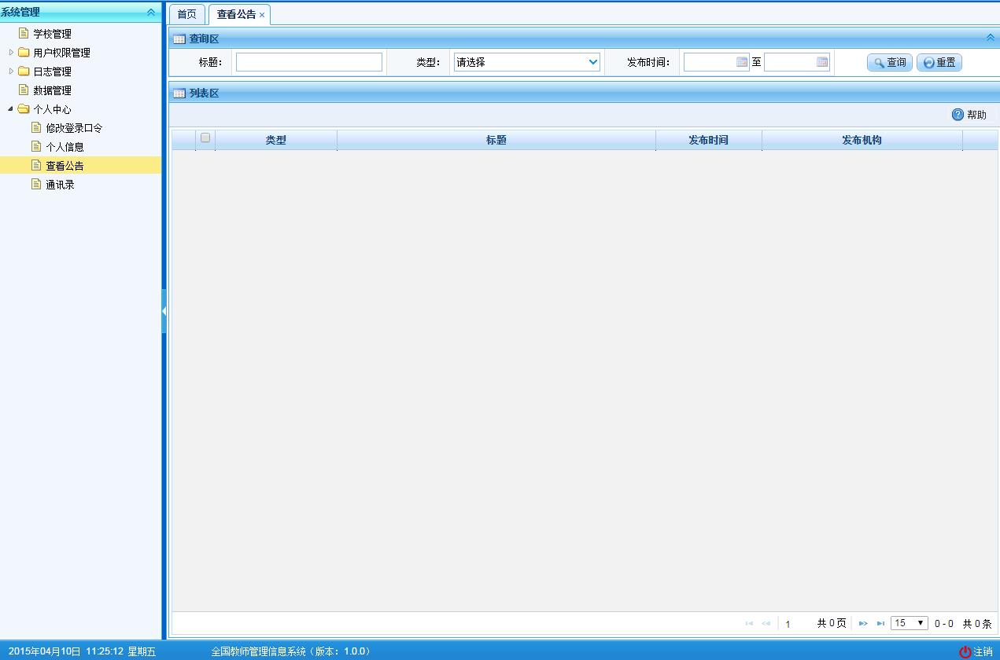 系统管理
学校管理
用户权限管理
日志管理
数据管理
个人中心
修改登录口令
个人信息
查看公告
通讯录
首页 查看公告 ×
查询区
标题: 类型: 请选择 发布时间: 至 查询 重置
列表区
帮助
类型 标题 发布时间 发布机构
1 共 0 页 15 0 - 0 共 0 条
2015年04月10日 11:25:12 星期五 全国教师管理信息系统（版本：1.0.0） 注销